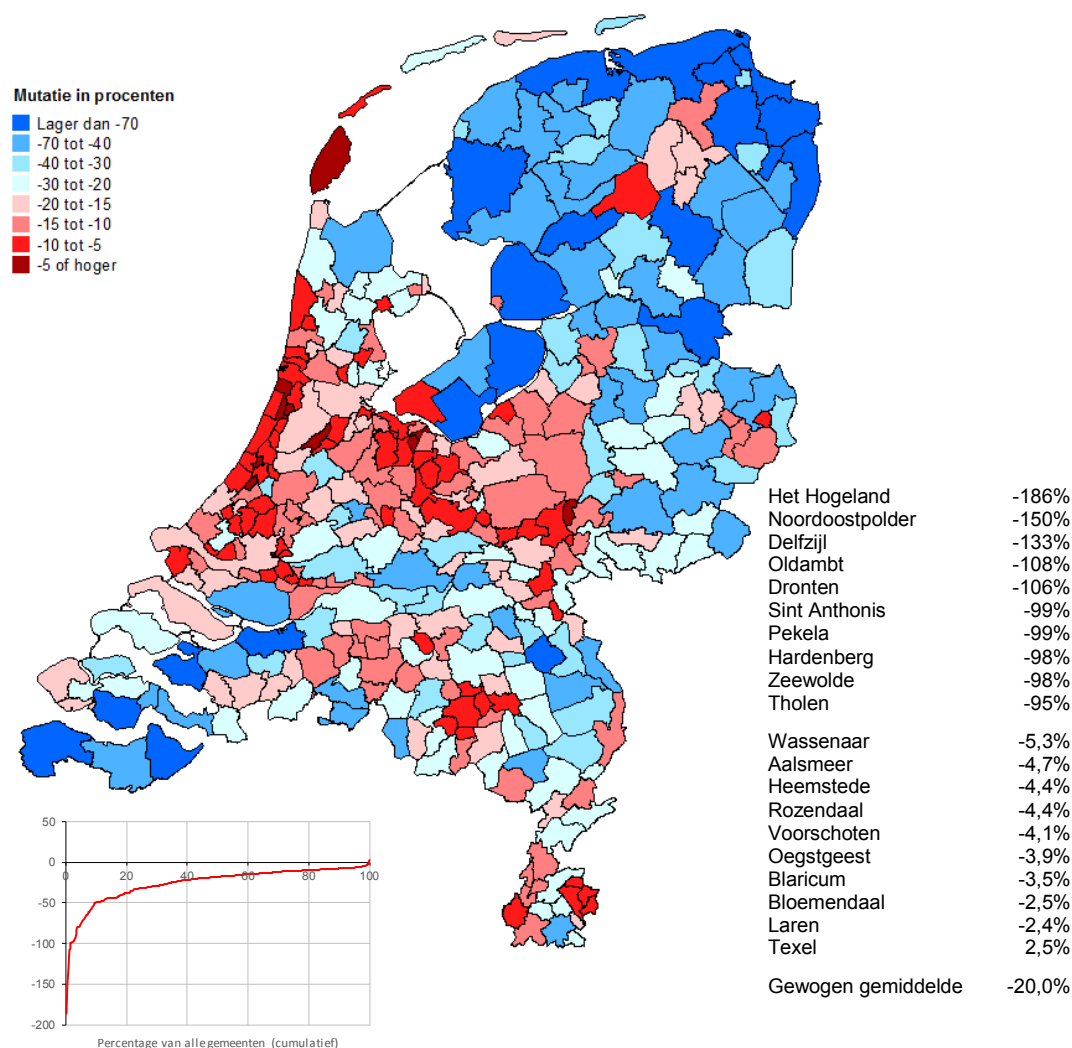 Mutatie in procenten
Lager dan -70
-70 tot -40
-40 tot -30
-30 tot -20
-20 tot -15
-15 tot -10
-10 tot -5
-5 of hoger
Het Hogeland -186%
Noordoostpolder -150%
Delfzijl -133%
Oldambt -108%
Dronten -106%
Sint Anthonis -99%
Pekela -99%
Hardenberg -98%
Zeewolde -98%
Tholen -95%
Wassenaar -5,3%
Aalsmeer -4,7%
Heemstede -4,4%
Rozendaal -4,4%
Voorschoten -4,1%
Oegstgeest -3,9%
Blaricum -3,5%
Bloemendaal -2,5%
Laren -2,4%
Texel 2,5%
Gewogen gemiddelde -20,0%
50
0
0 20 40 60 80 100
-50
-100
-150
-200
Percentage van alle gemeenten (cumulatief)